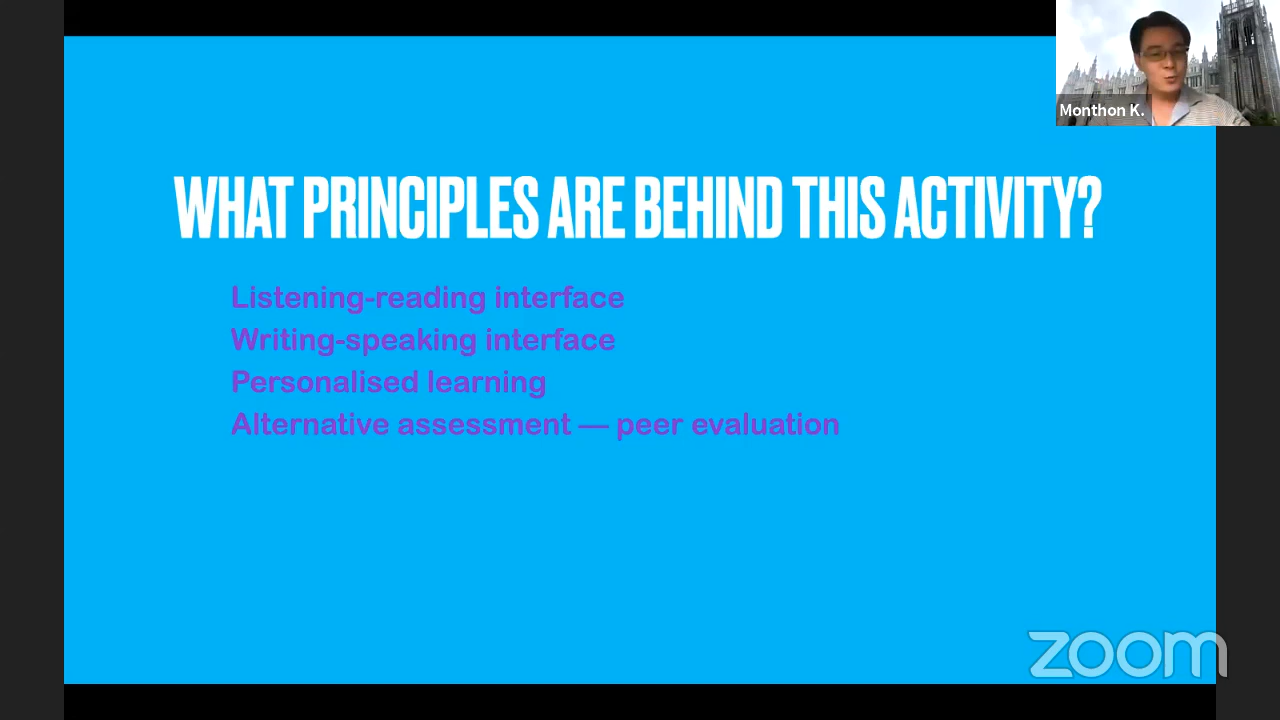 Monthon K.
WHAT PRINCIPLES ARE BEHIND THIS ACTIVITY?
Listening-reading interface
Writing-speaking interface
Personalised learning
Alternative assessment — peer evaluation
zoom